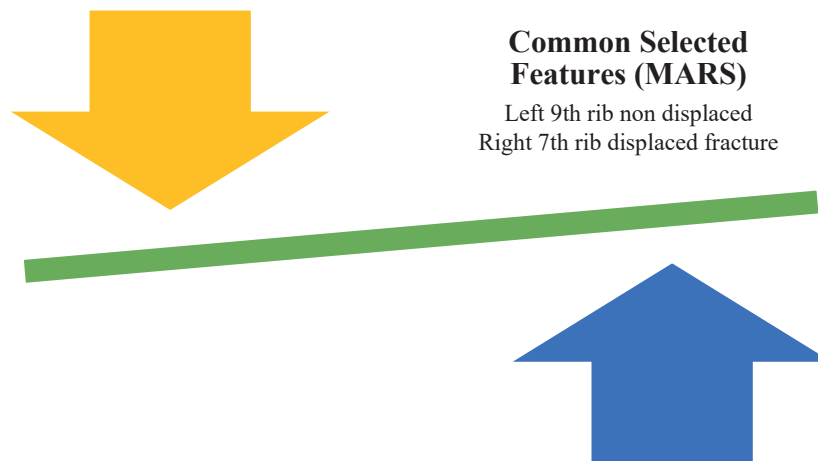 Common Selected
Features (MARS)
Left 9th rib non displaced
Right 7th rib displaced fracture